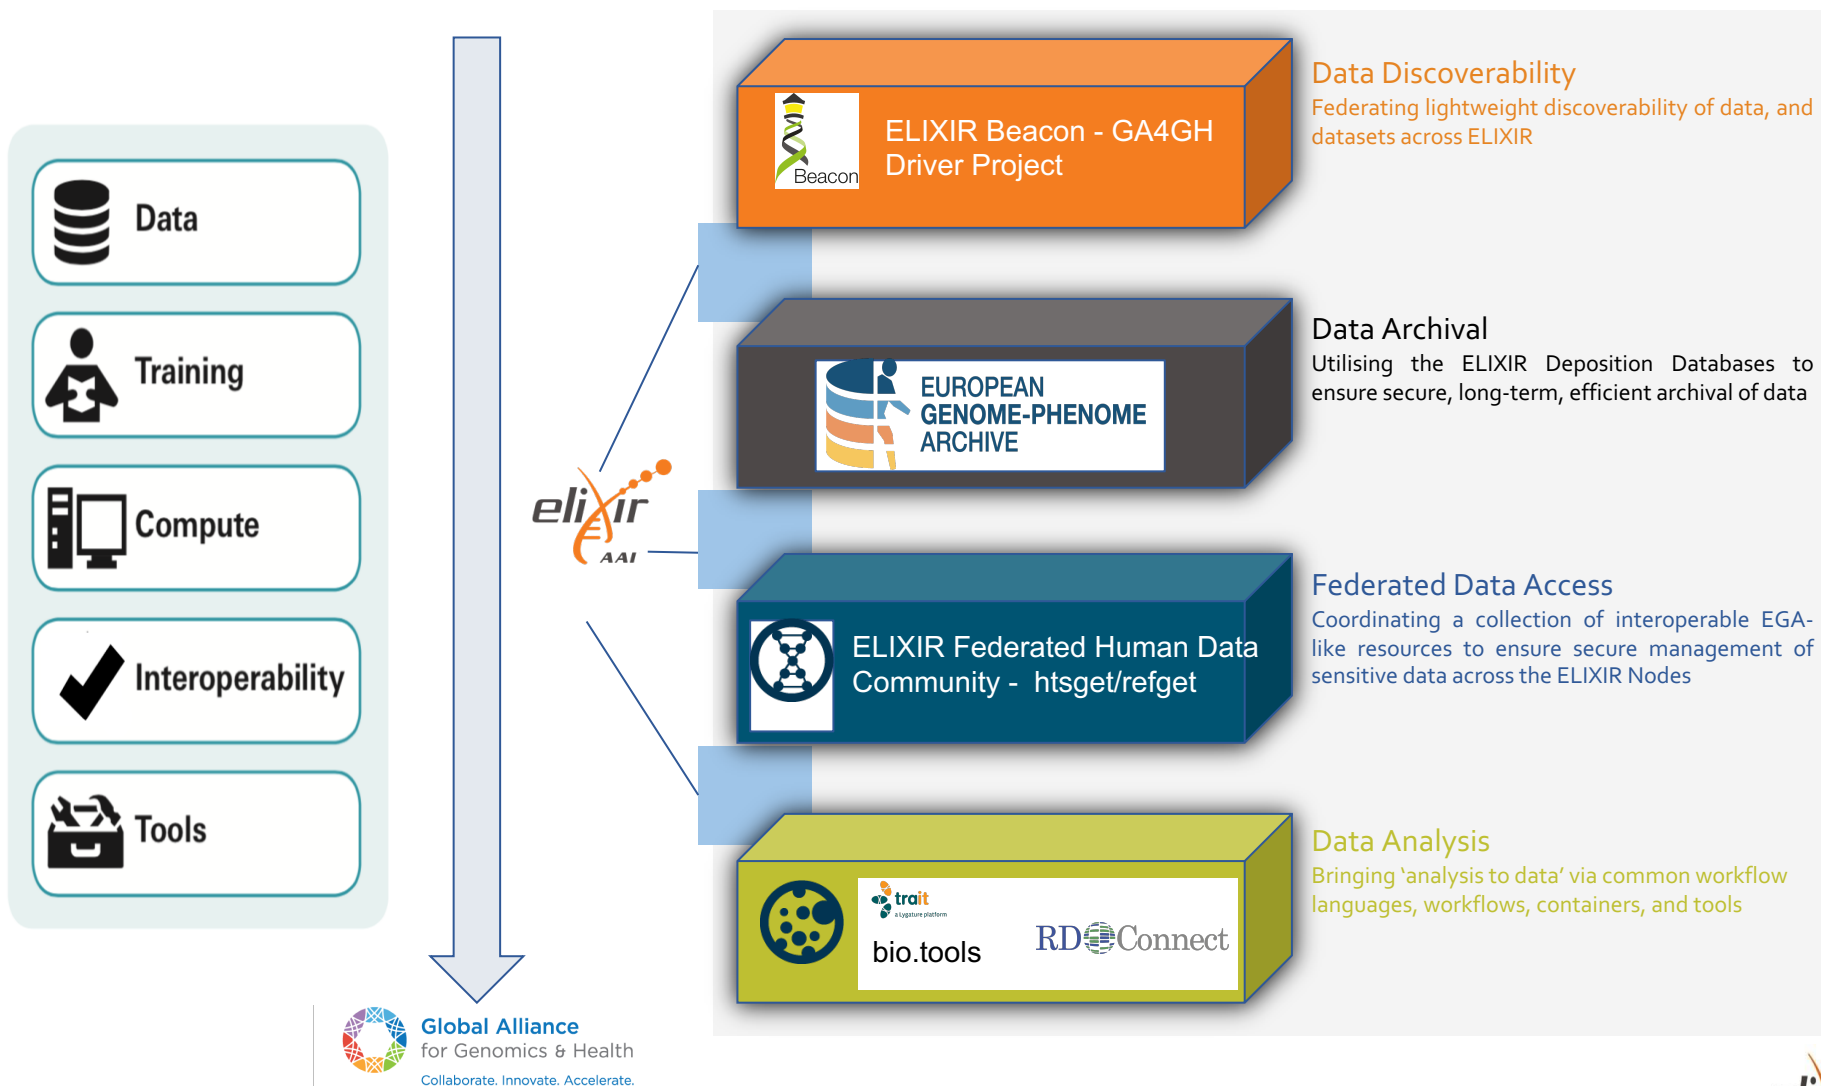 Data
Training
Compute
Interoperability
Tools
elixir
AAI
Beacon
ELIXIR Beacon - GA4GH
Driver Project
Data Discoverability
Federating lightweight discoverability of data, and
datasets across ELIXIR
EUROPEAN
GENOME-PHENOME
ARCHIVE
Data Archival
Utilising the ELIXIR Deposition Databases to
ensure secure, long-term, efficient archival of data
ELIXIR Federated Human Data
Community - htsget/refget
Federated Data Access
Coordinating a collection of interoperable EGA-
like resources to ensure secure management of
sensitive data across the ELIXIR Nodes
trait
a Lygature platform
bio.tools
RD Connect
Data Analysis
Bringing ‘analysis to data’ via common workflow
languages, workflows, containers, and tools
Global Alliance
for Genomics & Health
Collaborate. Innovate. Accelerate.